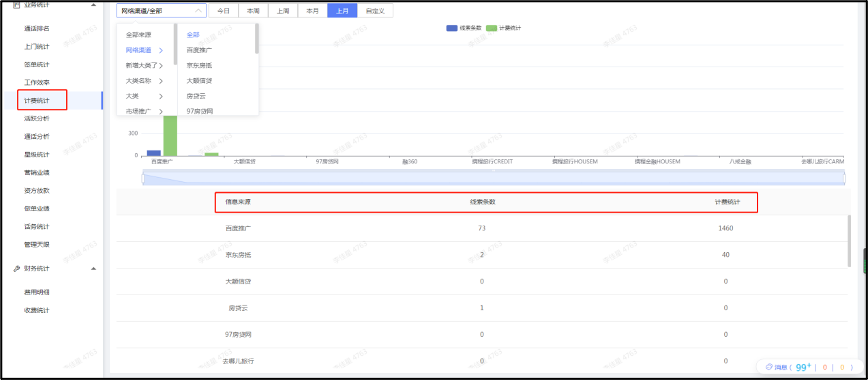 业务统计
网络渠道/全部 今日 本周 上周 本月 上月 自定义
通话排名
上门统计
签单统计
工作效率
计费统计
活跃分析
通话分析
星级统计
营销业绩
资方放款
信息业绩
话务统计
管理天眼
财务统计
费用明细
收款统计
全部来源 全部
网络渠道 > 百度推广
新增大类了 > 京东房抵
大类名称 > 大额信贷
大类 > 房贷云
市场推广 > 97房贷网
线索条数 计费统计
300
0
百度推广 大额信贷 97房贷网 融360 携程银行CREDIT 携程银行HOUSEM 携程金融HOUSEM 八戒金融 去哪儿银行CARM
信息来源 线索条数 计费统计
百度推广 73 1460
京东房抵 2 40
大额信贷 0 0
房贷云 1 0
97房贷网 0 0
去哪儿银行 0 0
消息 ( 99+ | 0 | 0 )